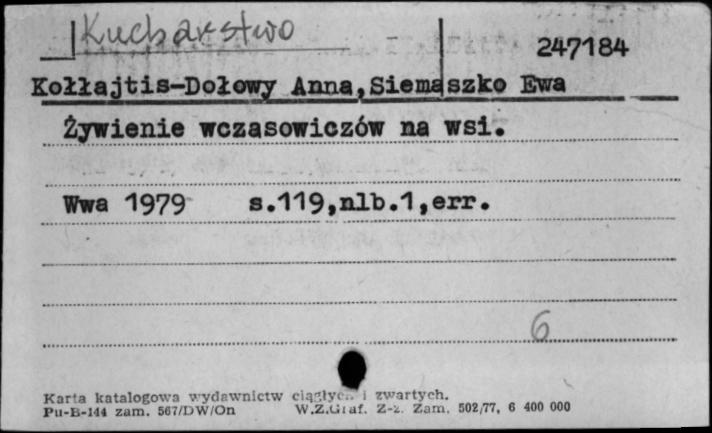 Kucharstwo
247184
Kołłajtis-Dołowy Anna, Siemaszko Ewa
Żywienie wczasowiczów na wsi.
Wwa 1979 s.119,nlb.1,err.
6
Karta katalogowa wydawnictw ciągłych i zwartych.
Pu-B-144 zam. 567/DW/On W.Z.Graf. Z-2. Zam. 502/77, 6 400 000